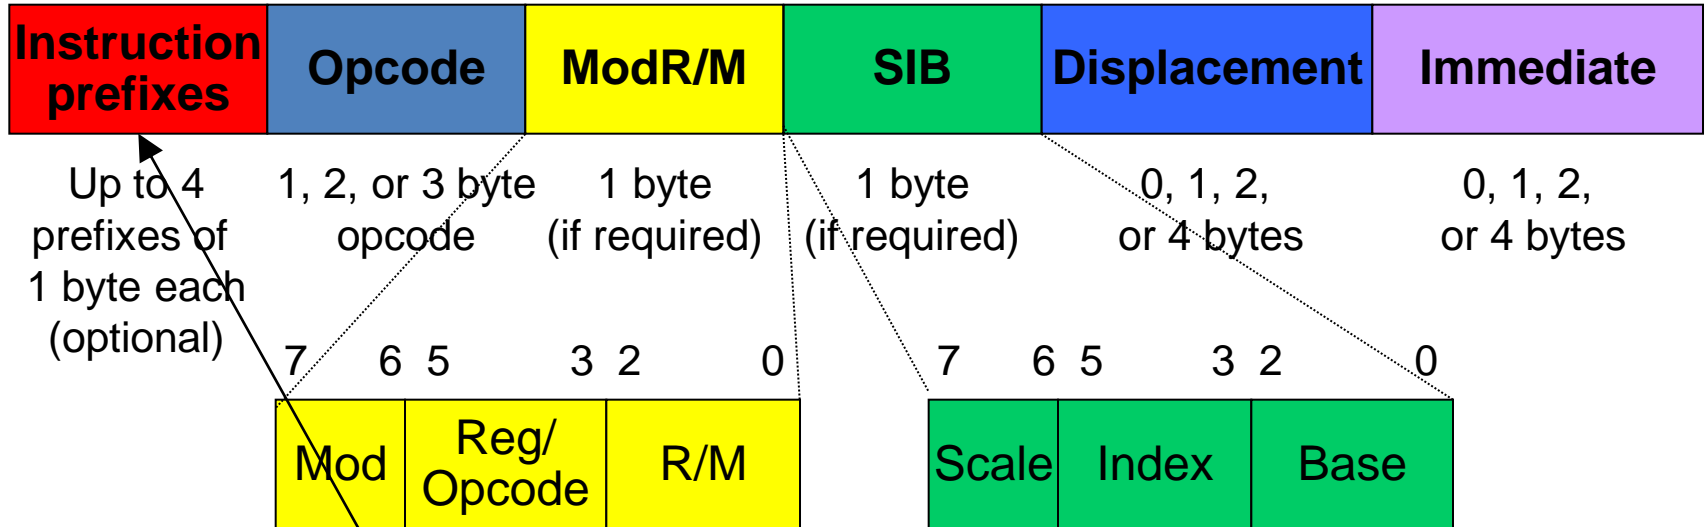 Instruction
prefixes
Opcode
ModR/M
SIB
Displacement
Immediate
Up to 4
prefixes of
1 byte each
(optional)
1, 2, or 3 byte
opcode
1 byte
(if required)
1 byte
(if required)
0, 1, 2,
or 4 bytes
0, 1, 2,
or 4 bytes
7 6 5 3 2 0
Mod
Reg/
Opcode
R/M
7 6 5 3 2 0
Scale
Index
Base